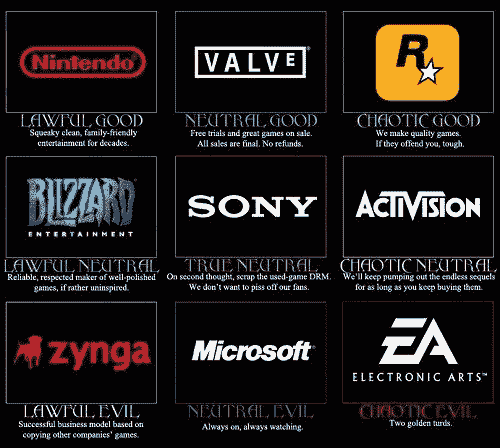 Nintendo
VALVE
R
LAWFUL GOOD
Squeaky clean, family-friendly
entertainment for decades.
NEUTRAL GOOD
Free trials and great games on sale.
All sales are final. No refunds.
CHAOTIC GOOD
We make quality games.
If they offend you, tough.
BLIZZARD
ENTERTAINMENT
SONY
ACTIVISION
LAWFUL NEUTRAL
Reliable, respected maker of well-polished
games, if rather uninspired.
TRUE NEUTRAL
On second thought, scrap the used-game DRM.
We don't want to piss off our fans.
CHAOTIC NEUTRAL
We'll keep pumping out the endless sequels
for as long as you keep buying them.
zynga
Microsoft®
EA
ELECTRONIC ARTS™
LAWFUL EVIL
Successful business model based on
copying other companies' games.
NEUTRAL EVIL
Always on, always watching.
CHAOTIC EVIL
Two golden turds.